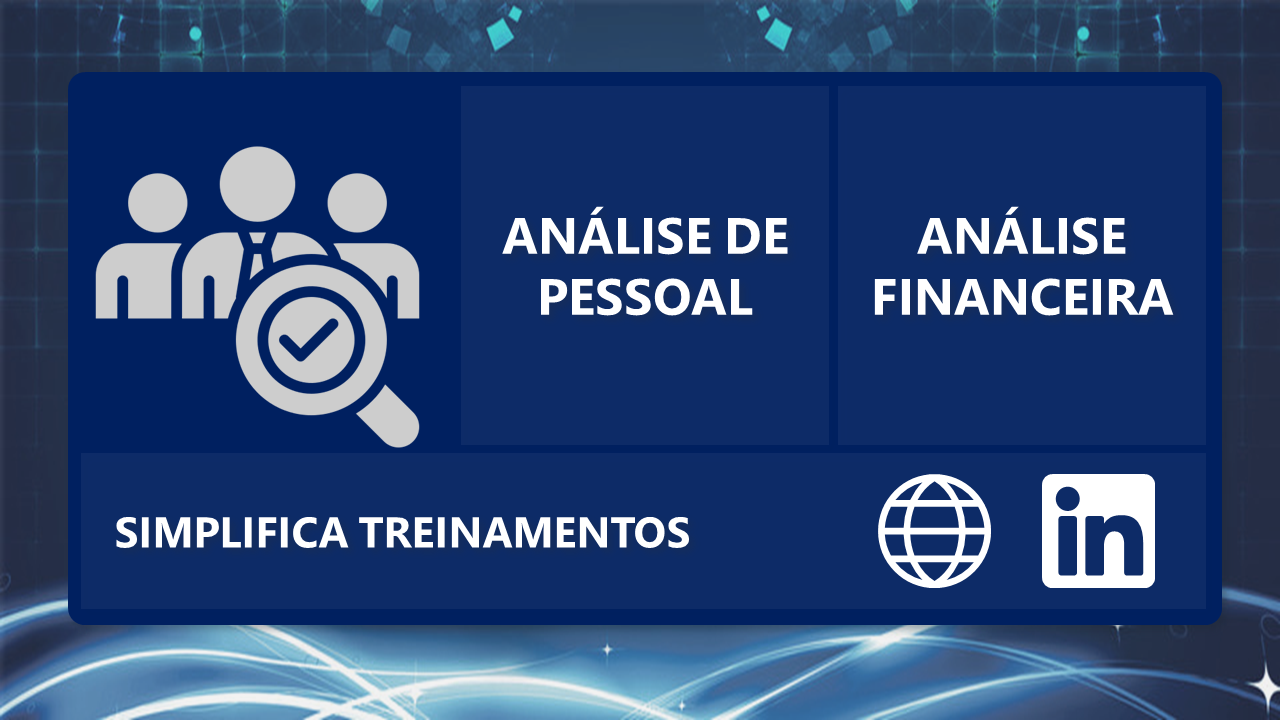 ANÁLISE DE
PESSOAL
ANÁLISE
FINANCEIRA
SIMPLIFICA TREINAMENTOS
in